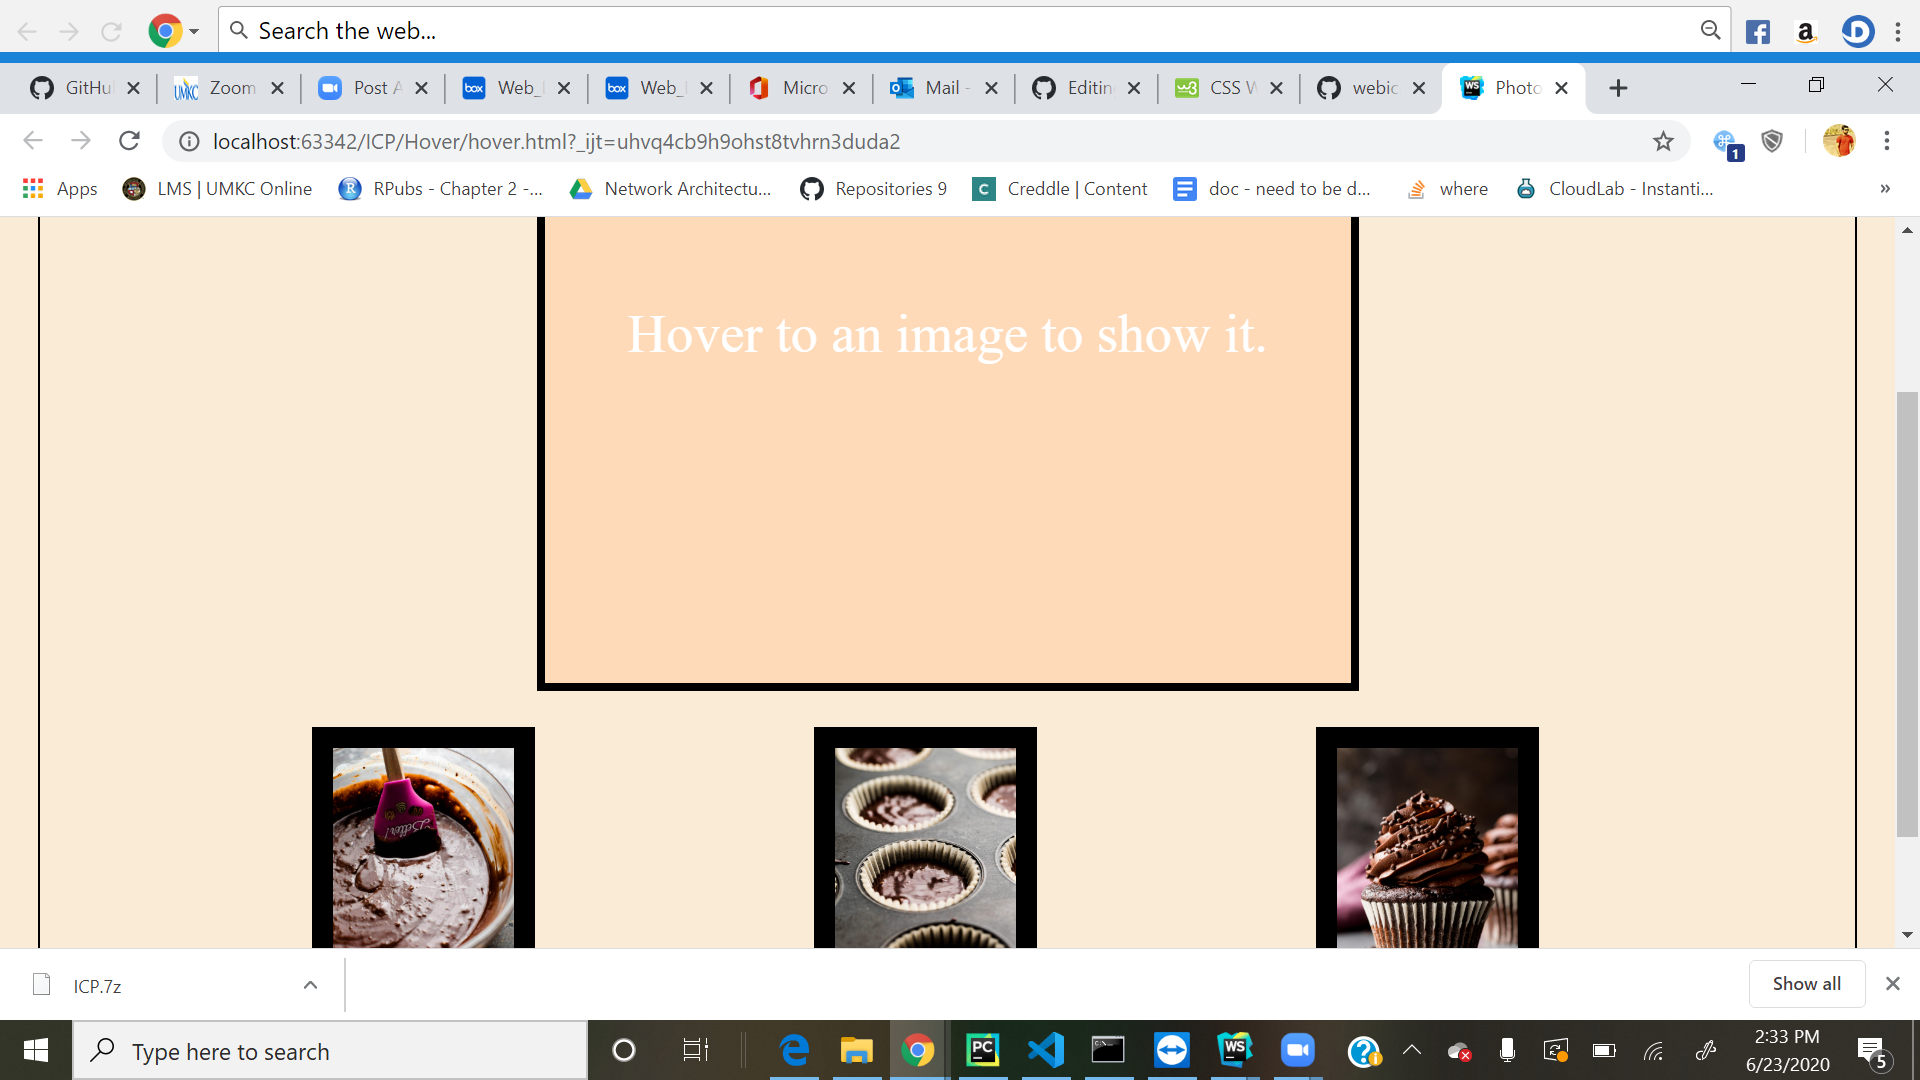 Search the web...
GitHu
Zoom
Post A
Web_
Web_
Micro
Mail -
Editin
CSS W
webic
Photo
localhost:63342/ICP/Hover/hover.html?_ijt=uhvq4cb9h9ohst8tvhrn3duda2
1
Apps
LMS | UMKC Online
RPubs - Chapter 2 -...
Network Architectu...
Repositories 9
Creddle | Content
doc - need to be d...
where
CloudLab - Instanti...
»
Hover to an image to show it.
ICP.7z
Show all
Type here to search
2:33 PM
6/23/2020
5